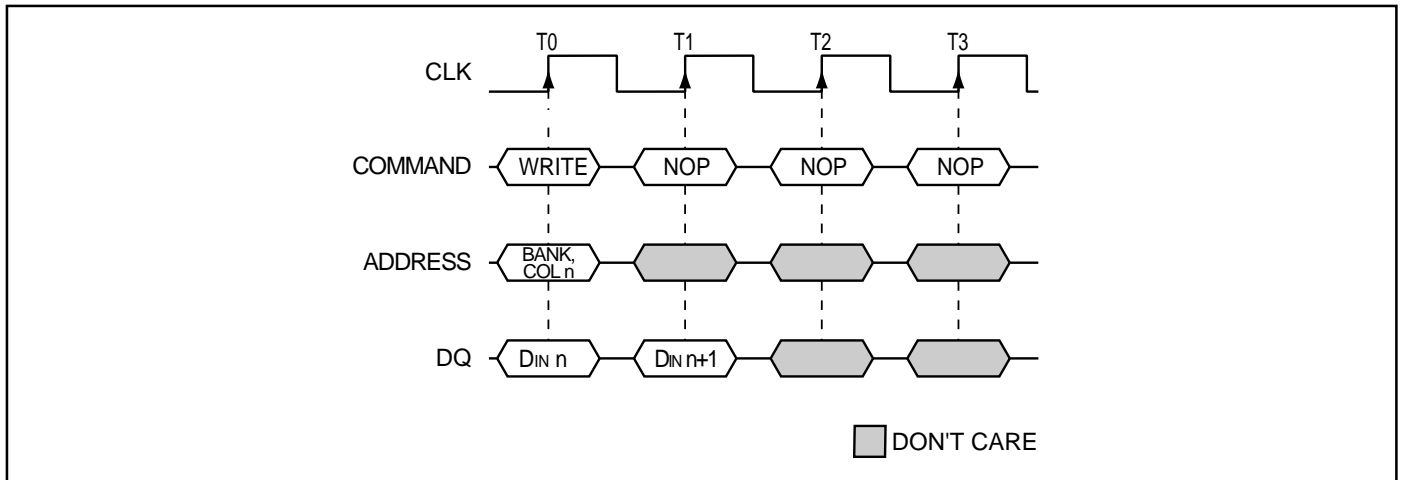 T0 T1 T2 T3
CLK
COMMAND WRITE NOP NOP NOP
ADDRESS BANK,
COL n
DQ DIN n DIN n+1
DON'T CARE